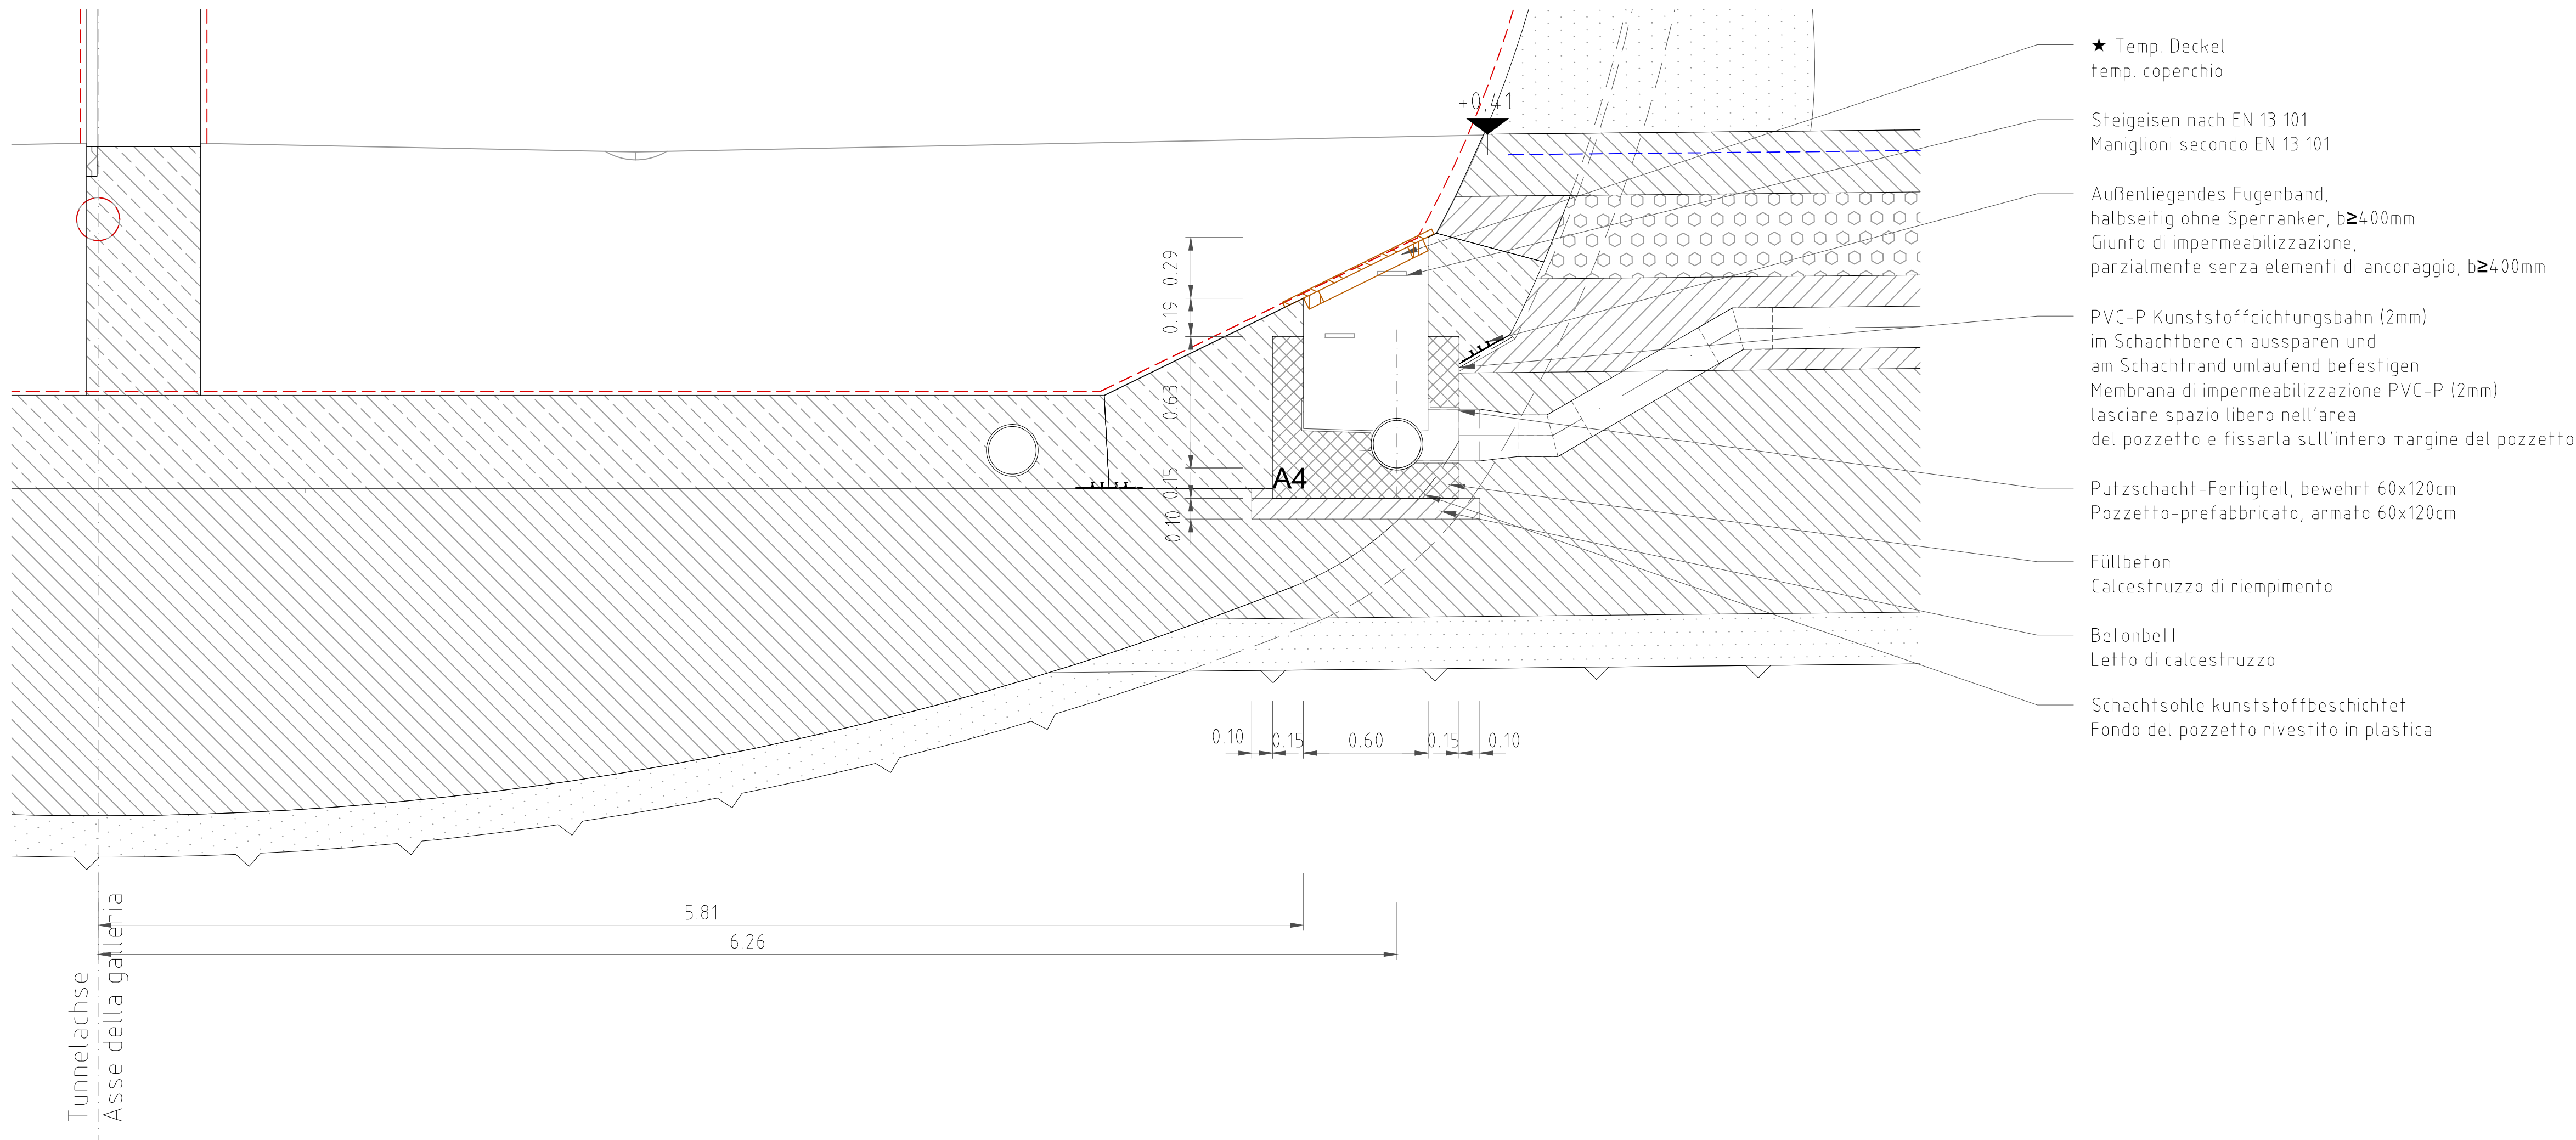 ★ Temp. Deckel
temp. coperchio
Steigeisen nach EN 13 101
Maniglioni secondo EN 13 101
Außenliegendes Fugenband,
halbseitig ohne Sperranker, b≥400mm
Giunto di impermeabilizzazione,
parzialmente senza elementi di ancoraggio, b≥400mm
PVC-P Kunststoffdichtungsbahn (2mm)
im Schachtbereich aussparen und
am Schachtrand umlaufend befestigen
Membrana di impermeabilizzazione PVC-P (2mm)
lasciare spazio libero nell'area
del pozzetto e fissarla sull'intero margine del pozzetto
Putzschacht-Fertigteil, bewehrt 60x120cm
Pozzetto-prefabbricato, armato 60x120cm
Füllbeton
Calcestruzzo di riempimento
Betonbett
Letto di calcestruzzo
Schachtsohle kunststoffbeschichtet
Fondo del pozzetto rivestito in plastica
+0,41
0.29
0.19
0.63
0.15
0.10
A4
0.10
0.15
0.60
0.15
0.10
5.81
6.26
Tunnelachse
Asse della galleria